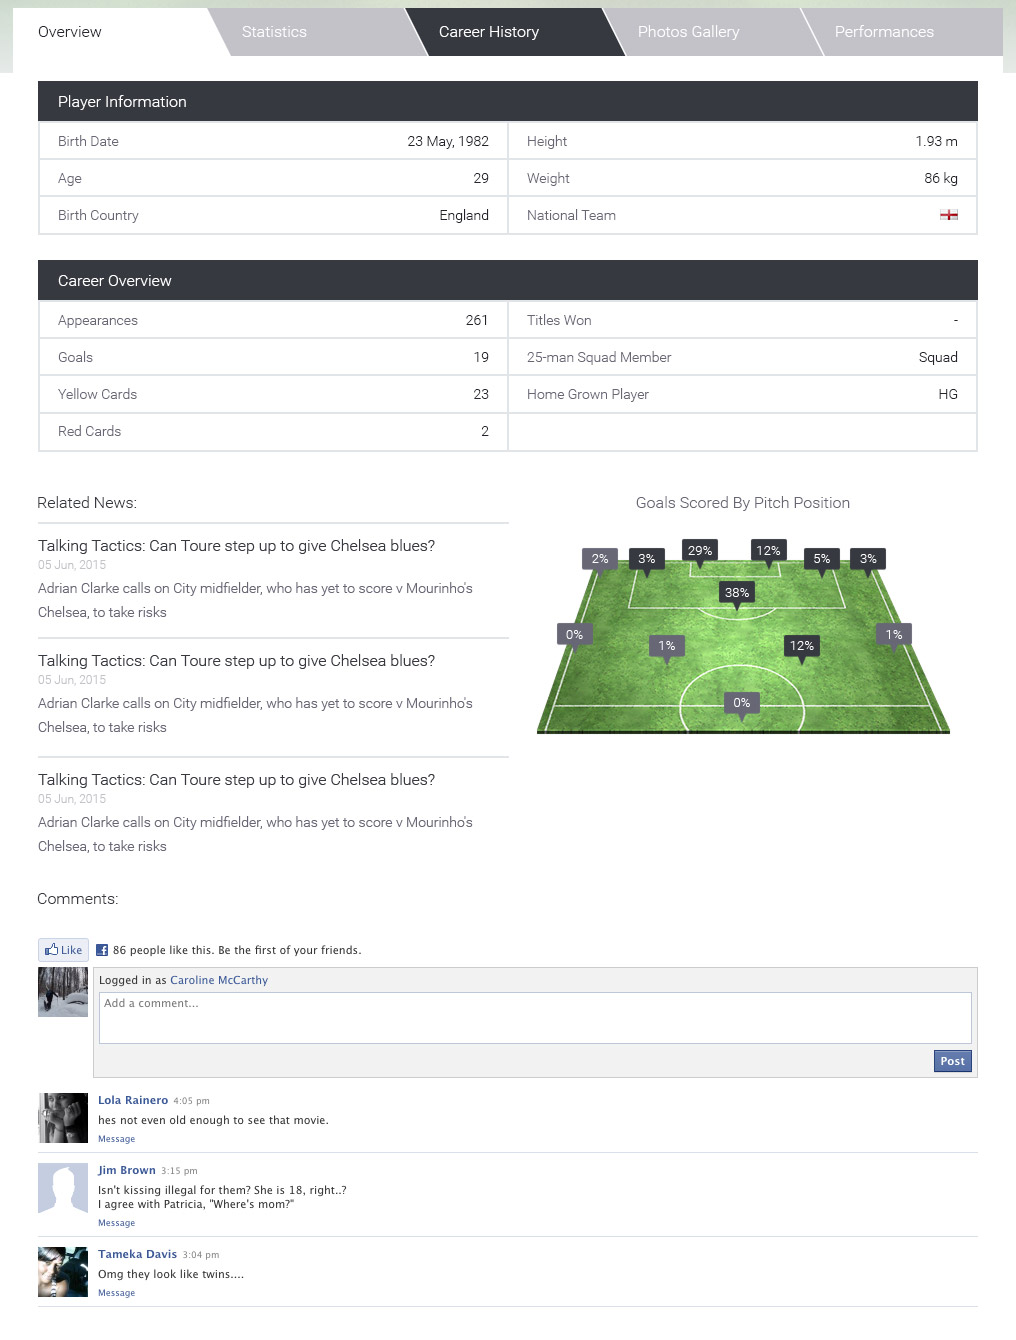 Overview
Statistics
Career History
Photos Gallery
Performances
Player Information
Birth Date 23 May, 1982 Height 1.93 m
Age 29 Weight 86 kg
Birth Country England National Team
Career Overview
Appearances 261 Titles Won -
Goals 19 25-man Squad Member Squad
Yellow Cards 23 Home Grown Player HG
Red Cards 2
Related News:
Talking Tactics: Can Toure step up to give Chelsea blues?
05 Jun, 2015
Adrian Clarke calls on City midfielder, who has yet to score v Mourinho's
Chelsea, to take risks
Talking Tactics: Can Toure step up to give Chelsea blues?
05 Jun, 2015
Adrian Clarke calls on City midfielder, who has yet to score v Mourinho's
Chelsea, to take risks
Talking Tactics: Can Toure step up to give Chelsea blues?
05 Jun, 2015
Adrian Clarke calls on City midfielder, who has yet to score v Mourinho's
Chelsea, to take risks
Goals Scored By Pitch Position
2% 3% 29% 12% 5% 3%
38%
0% 1% 12% 1%
0%
Comments:
Like 86 people like this. Be the first of your friends.
Logged in as Caroline McCarthy
Add a comment...
Post
Lola Rainero 4:05 pm
hes not even old enough to see that movie.
Message
Jim Brown 3:15 pm
Isn't kissing illegal for them? She is 18, right..?
I agree with Patricia, "Where's mom?"
Message
Tameka Davis 3:04 pm
Omg they look like twins....
Message